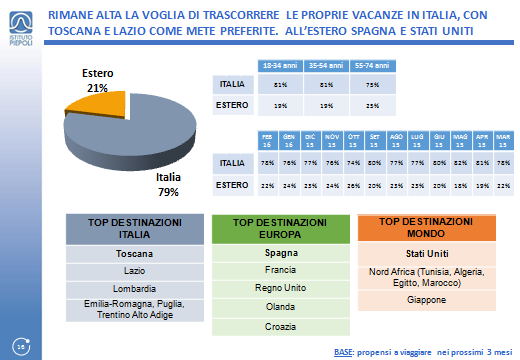 ISTITUTO
PIEPOLI
RIMANE ALTA LA VOGLIA DI TRASCORRERE LE PROPRIE VACANZE IN ITALIA, CON
TOSCANA E LAZIO COME METE PREFERITE. ALL'ESTERO SPAGNA E STATI UNITI
Estero
21%
Italia
79%
18-34 anni 35-54 anni 55-74 anni
ITALIA 81% 81% 75%
ESTERO 19% 19% 25%
FEB 16 GEN 16 DIC 15 NOV 15 OTT 15 SET 15 AGO 15 LUG 15 GIU 15 MAG 15 APR 15 MAR 15
ITALIA 78% 76% 77% 76% 74% 80% 77% 77% 80% 82% 81% 78%
ESTERO 22% 24% 23% 24% 26% 20% 23% 23% 20% 18% 19% 22%
TOP DESTINAZIONI
ITALIA
Toscana
Lazio
Lombardia
Emilia-Romagna, Puglia,
Trentino Alto Adige
TOP DESTINAZIONI
EUROPA
Spagna
Francia
Regno Unito
Olanda
Croazia
TOP DESTINAZIONI
MONDO
Stati Uniti
Nord Africa (Tunisia, Algeria,
Egitto, Marocco)
Giappone
16
BASE: propensi a viaggiare nei prossimi 3 mesi